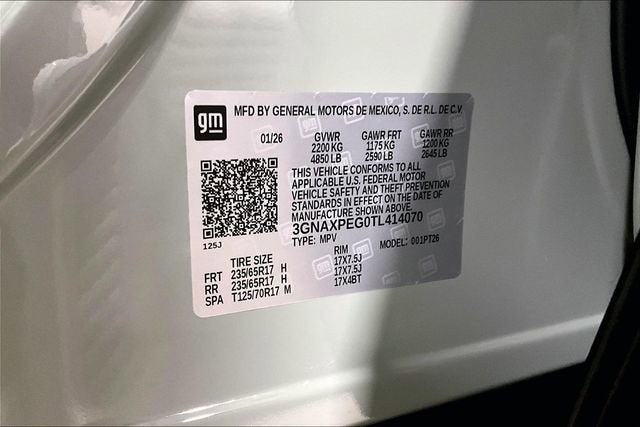 gm MFD BY GENERAL MOTORS DE MEXICO, S. DE R.L. DE C.V.
01/26 GVWR GAWR FRT GAWR RR
2200 KG 1175 KG 1200 KG
4850 LB 2590 LB 2645 LB
THIS VEHICLE CONFORMS TO ALL
APPLICABLE U.S. FEDERAL MOTOR
VEHICLE SAFETY AND THEFT PREVENTION
STANDARDS IN EFFECT ON THE DATE OF
MANUFACTURE SHOWN ABOVE.
3GNAXPEG0TL414070
125J TYPE: MPV MODEL: 001PT26
TIRE SIZE RIM
FRT 235/65R17 H 17X7.5J
RR 235/65R17 H 17X7.5J
SPA T125/70R17 M 17X4BT